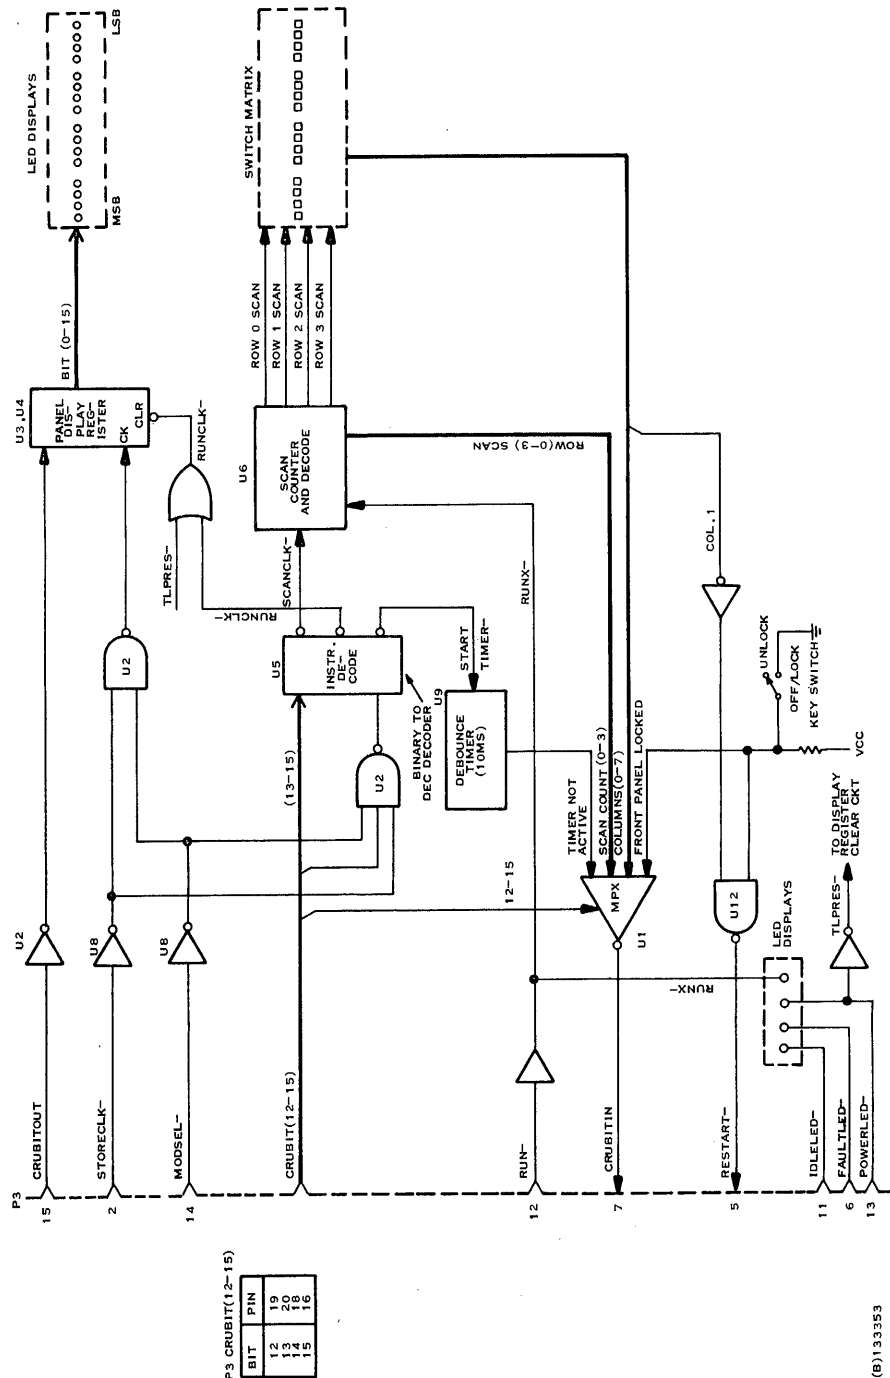 P3
15
CRUBITOUT
U2
2
STORECLK-
U8
14
MODSEL-
U8
CRUBIT(12-15)
12
RUN-
7
CRUBITIN
5
RESTART-
11
IDLELED-
6
FAULTLED-
13
POWERLED-
U2
U2
(13-15)
12-15
MPX
U1
U12
LED
DISPLAYS
RUNX-
TLPRES-
TO DISPLAY
REGISTER
CLEAR CKT
TIMER NOT
ACTIVE
SCAN COUNT (0-3)
COLUMNS(0-7)
FRONT PANEL LOCKED
VCC
UNLOCK
OFF/LOCK
KEY SWITCH
U5
INSTR.
DE-
CODE
BINARY TO
DEC DECODER
U9
DEBOUNCE
TIMER
(10MS)
START
TIMER-
SCANCLK-
RUNCLK-
TLPRES-
RUNX-
COL.1
U3,U4
PANEL
DIS-
PLAY
REG-
ISTER
CK
CLR
RUNCLK-
U6
SCAN
COUNTER
AND DECODE
ROW(0-3) SCAN
BIT (0-15)
ROW 0 SCAN
ROW 1 SCAN
ROW 2 SCAN
ROW 3 SCAN
LED DISPLAYS
MSB
LSB
SWITCH MATRIX
P3 CRUBIT(12-15)
BIT PIN
12 19
13 20
14 18
15 16
(B)133353